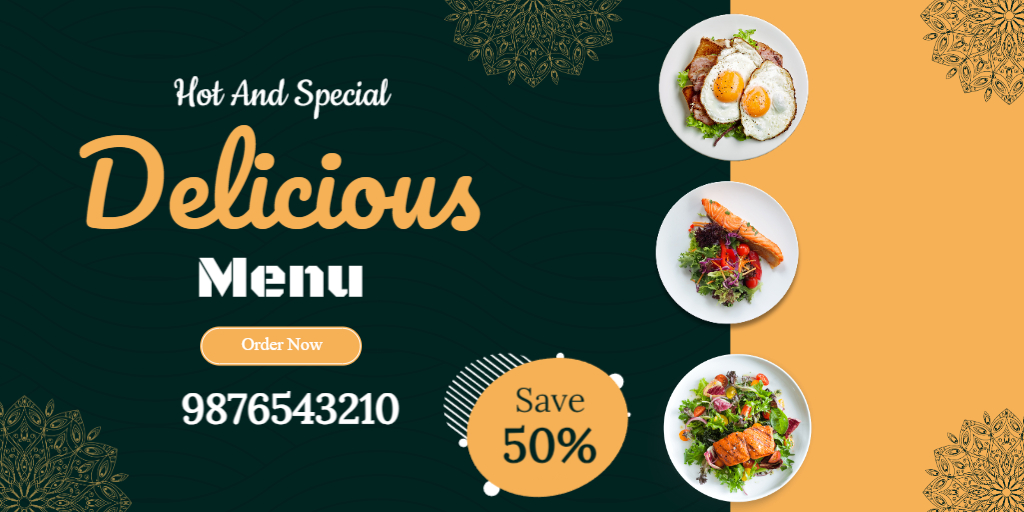 Hot And Special
Delicious
Menu
Order Now
9876543210
Save
50%